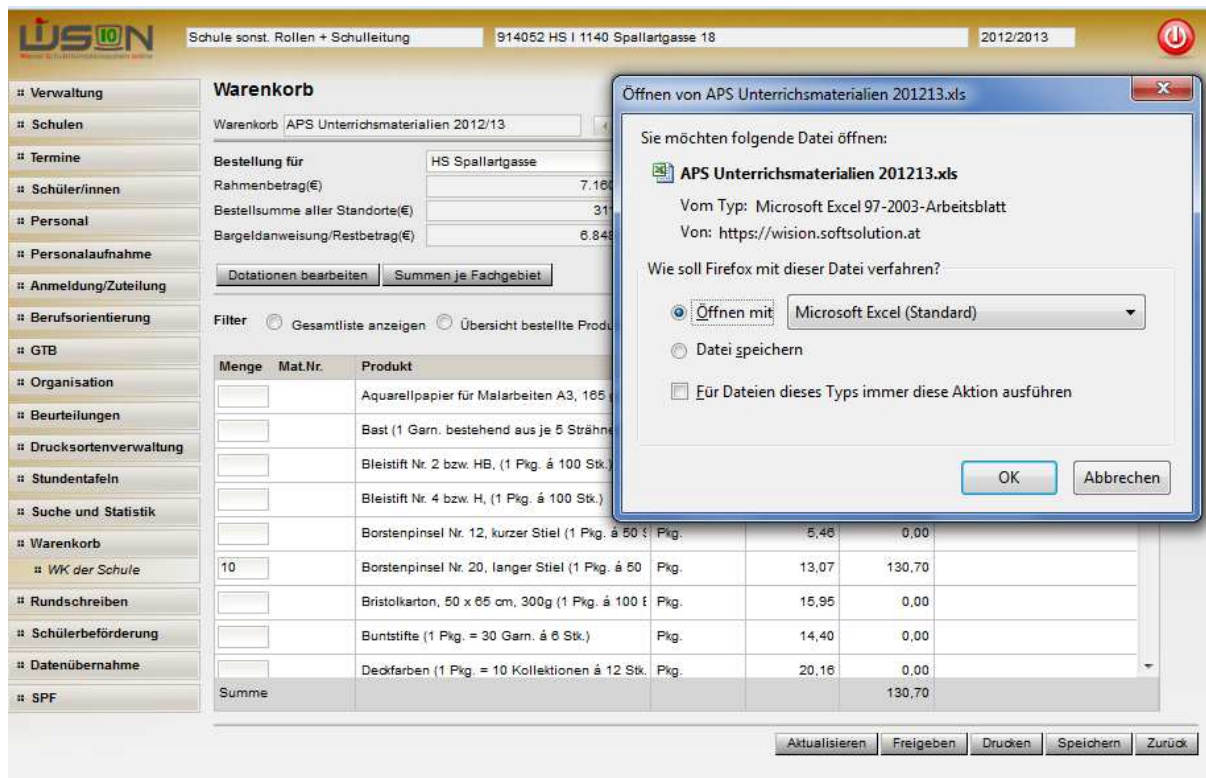 WiSiON
Schule sonst. Rollen + Schulleitung 914052 HS I 1140 Spallartgasse 18 2012/2013
Verwaltung
Schulen
Termine
Schüler/innen
Personal
Personalaufnahme
Anmeldung/Zuteilung
Berufsorientierung
GTB
Organisation
Beurteilungen
Drucksortenverwaltung
Stundentafeln
Suche und Statistik
Warenkorb
WK der Schule
Rundschreiben
Schülerbeförderung
Datenübernahme
SPF
Warenkorb
Warenkorb APS Unterrichsmaterialien 2012/13
Bestellung für HS Spallartgasse
Rahmenbetrag(€) 7.160
Bestellsumme aller Standorte(€) 31
Bargeldanweisung/Restbetrag(€) 6.848
Dotationen bearbeiten Summen je Fachgebiet
Filter Gesamtliste anzeigen Übersicht bestellte Produ
Menge Mat.Nr. Produkt
Aquarellpapier für Malarbeiten A3, 165
Bast (1 Garn. bestehend aus je 5 Strähne
Bleistift Nr. 2 bzw. HB, (1 Pkg. á 100 Stk.)
Bleistift Nr. 4 bzw. H, (1 Pkg. á 100 Stk.)
Borstenpinsel Nr. 12, kurzer Stiel (1 Pkg. á 50 S Pkg. 5,46 0,00
10 Borstenpinsel Nr. 20, langer Stiel (1 Pkg. á 50 Pkg. 13,07 130,70
Bristolkarton, 50 x 65 cm, 300g (1 Pkg. á 100 B Pkg. 15,95 0,00
Buntstifte (1 Pkg. = 30 Garn. á 6 Stk.) Pkg. 14,40 0,00
Deckfarben (1 Pkg. = 10 Kollektionen á 12 Stk. Pkg. 20,16 0,00
Summe 130,70
Aktualisieren Freigeben Drucken Speichern Zurück
Öffnen von APS Unterrichsmaterialien 201213.xls
Sie möchten folgende Datei öffnen:
APS Unterrichsmaterialien 201213.xls
Vom Typ: Microsoft Excel 97-2003-Arbeitsblatt
Von: https://wision.softsolution.at
Wie soll Firefox mit dieser Datei verfahren?
Öffnen mit Microsoft Excel (Standard)
Datei speichern
Für Dateien dieses Typs immer diese Aktion ausführen
OK Abbrechen